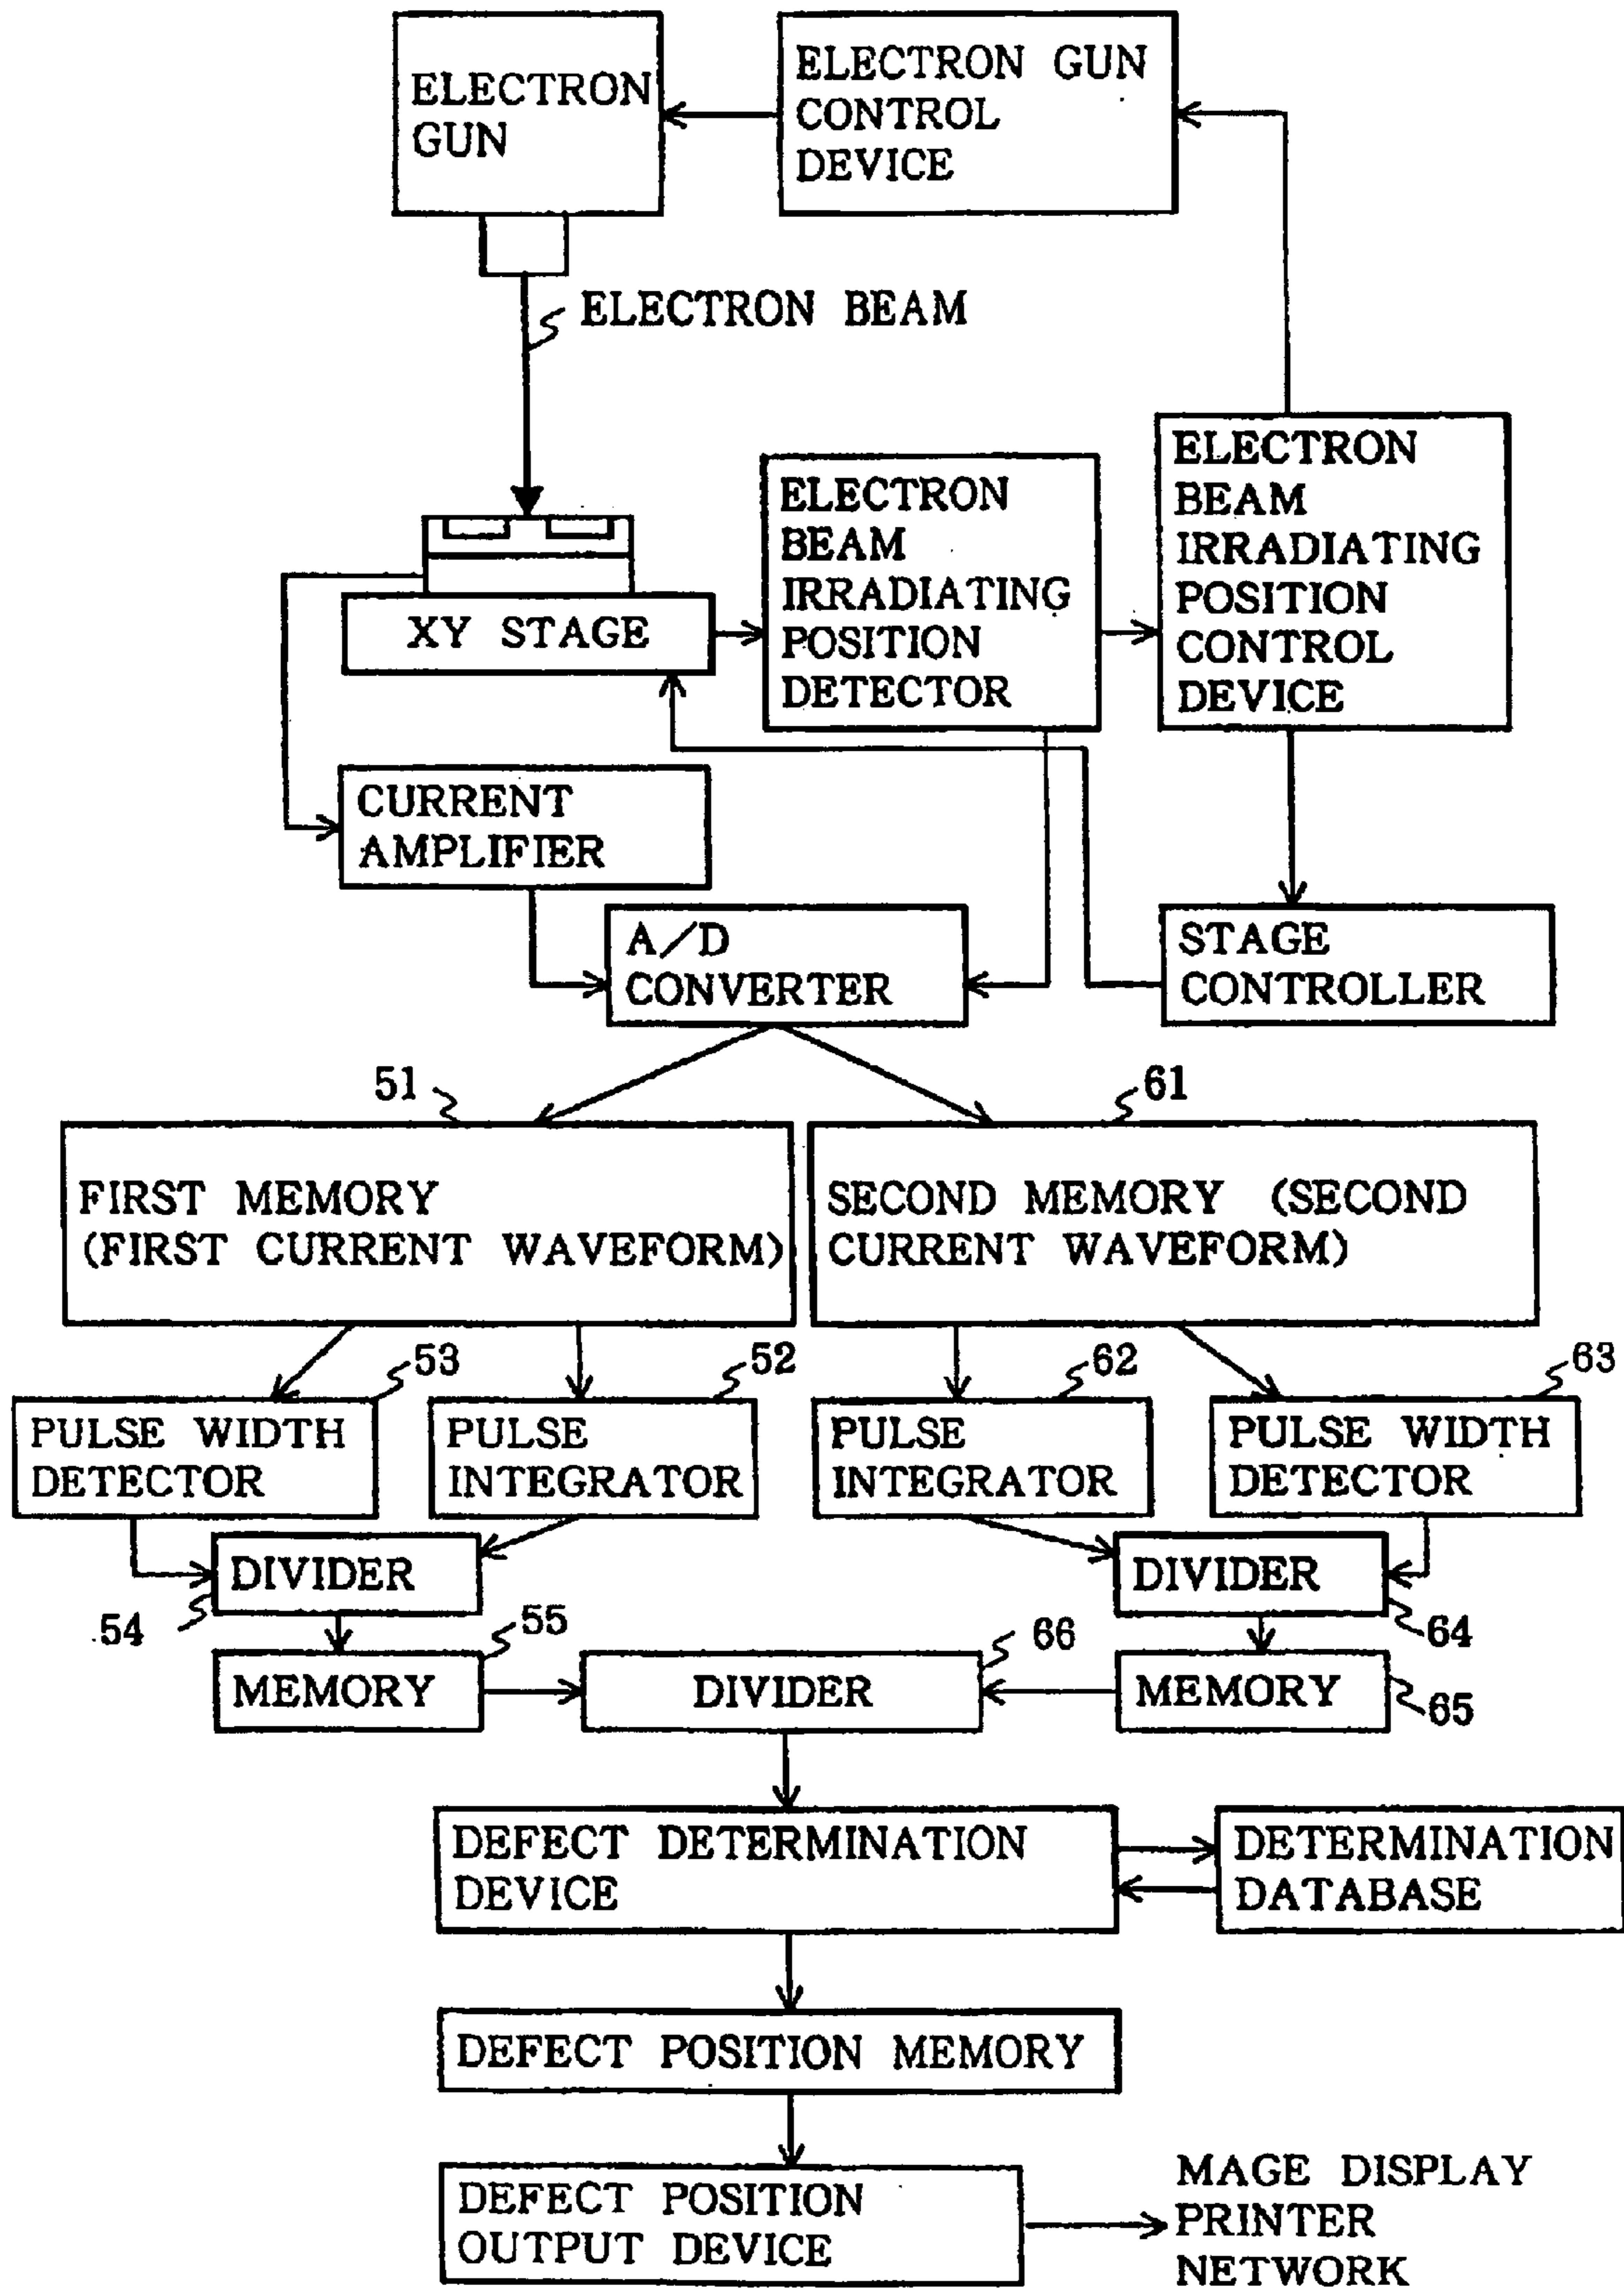 ELECTRON
GUN
ELECTRON GUN
CONTROL
DEVICE
ELECTRON BEAM
ELECTRON
BEAM
IRRADIATING
POSITION
CONTROL
DEVICE
ELECTRON
BEAM
IRRADIATING
POSITION
DETECTOR
XY STAGE
CURRENT
AMPLIFIER
A/D
CONVERTER
STAGE
CONTROLLER
51
61
FIRST MEMORY
(FIRST CURRENT WAVEFORM)
SECOND MEMORY (SECOND
CURRENT WAVEFORM)
53
52
62
63
PULSE WIDTH
DETECTOR
PULSE
INTEGRATOR
PULSE
INTEGRATOR
PULSE WIDTH
DETECTOR
DIVIDER
DIVIDER
54
55
66
64
MEMORY
DIVIDER
MEMORY
65
DEFECT DETERMINATION
DEVICE
DETERMINATION
DATABASE
DEFECT POSITION MEMORY
DEFECT POSITION
OUTPUT DEVICE
MAGE DISPLAY
PRINTER
NETWORK